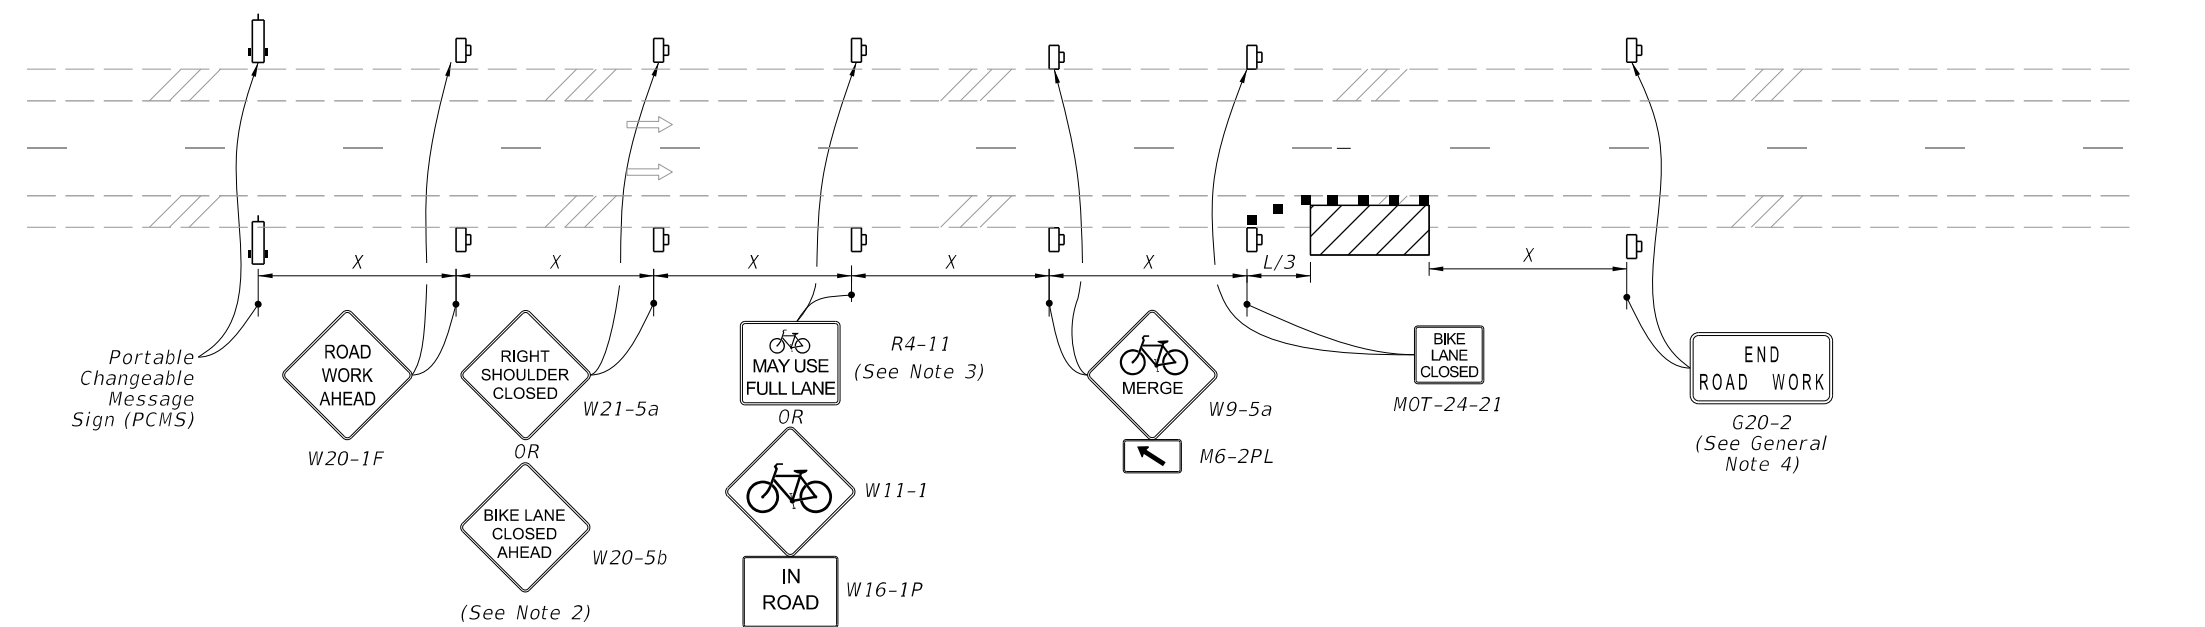 X
X
X
X
X
L/3
X
Portable
Changeable
Message
Sign (PCMS)
ROAD
WORK
AHEAD
W20-1F
RIGHT
SHOULDER
CLOSED
W21-5a
OR
BIKE LANE
CLOSED
AHEAD
W20-5b
(See Note 2)
MAY USE
FULL LANE
R4-11
(See Note 3)
OR
W11-1
IN
ROAD
W16-1P
MERGE
W9-5a
M6-2PL
BIKE
LANE
CLOSED
MOT-24-21
END
ROAD WORK
G20-2
(See General
Note 4)